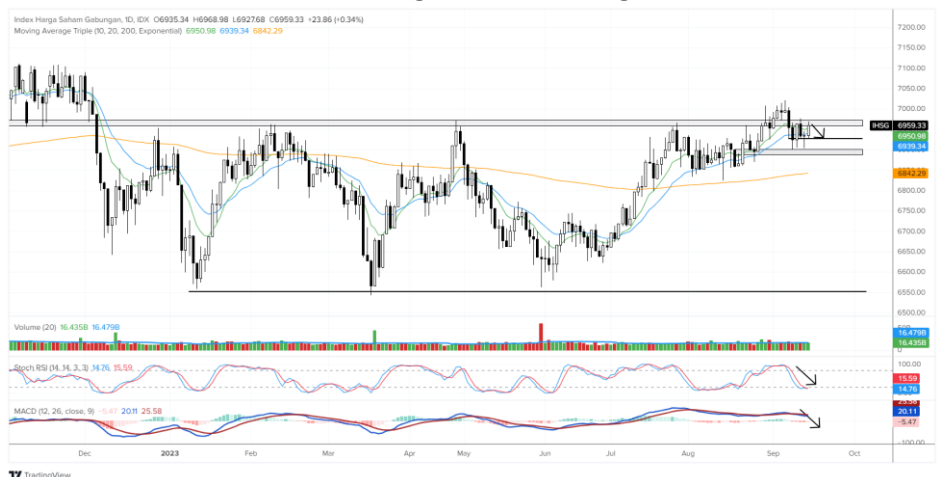 Index Harga Saham Gabungan, 1D, IDX O6935.34 H6968.98 L6927.68 C6959.33 +23.86 (+0.34%)
Moving Average Triple (10, 20, 200, Exponential) 6950.98 6939.34 6842.29
7200.00
7150.00
7100.00
7050.00
7000.00
IHSG 6959.33
6950.98
6939.34
6842.29
6800.00
6750.00
6700.00
6650.00
6600.00
6550.00
6500.00
Volume (20) 16.435B 16.479B
16.479B
16.435B
0
Stoch RSI (14, 14, 3, 3) 14.76 15.59
100.00
15.59
14.76
MACD (12, 26, close, 9) −5.47 20.11 25.58
25.58
20.11
−5.47
−100.00
Dec 2023 Feb Mar Apr May Jun Jul Aug Sep Oct
TradingView